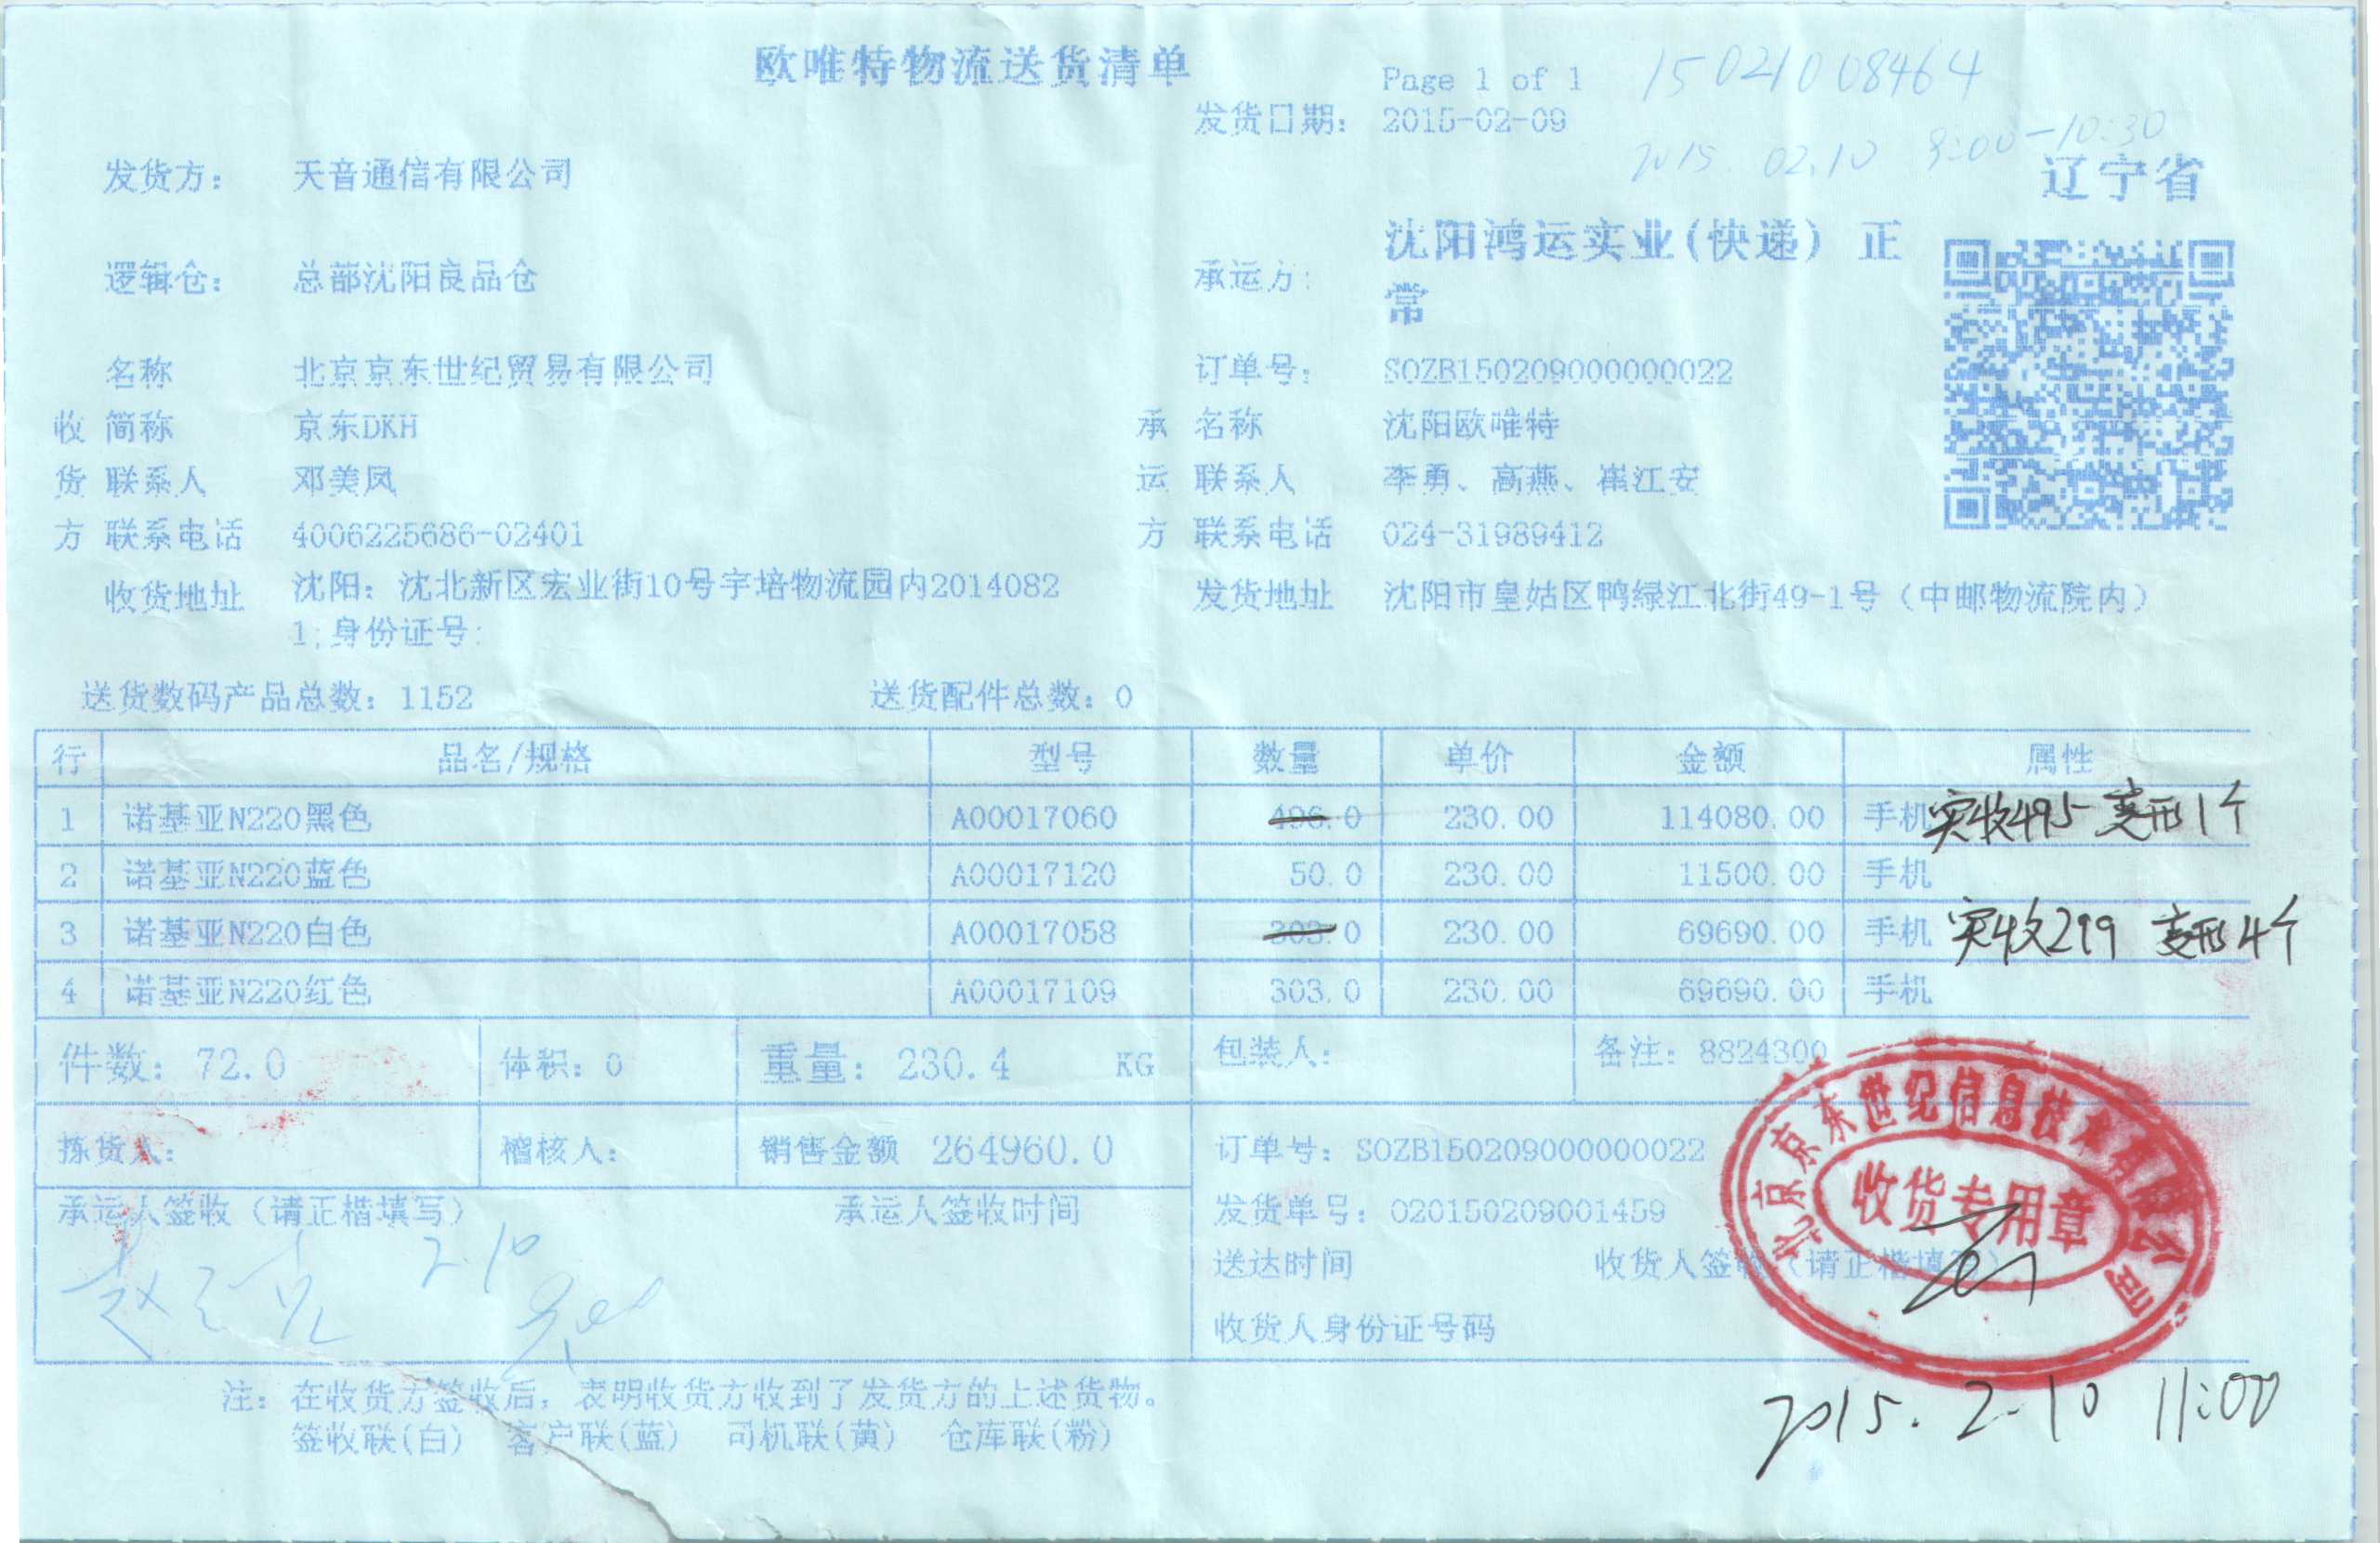 欧唯特物流送货清单
Page 1 of 1
15021008464
发货日期: 2015-02-09
2015. 02.10 9:00-10:30
辽宁省
发货方: 天音通信有限公司
承运方: 沈阳鸿运实业(快递) 正
常
逻辑仓: 总部沈阳良品仓
名称 北京京东世纪贸易有限公司 订单号: SOZB150209000000022
收 简称 京东DKH 承 名称 沈阳欧唯特
货 联系人 邓美凤 运 联系人 李勇、高燕、崔江安
方 联系电话 4006225686-02401 方 联系电话 024-31989412
收货地址 沈阳: 沈北新区宏业街10号宇培物流园内2014082 发货地址 沈阳市皇姑区鸭绿江北街49-1号（中邮物流院内）
1;身份证号:
送货数码产品总数: 1152 送货配件总数: 0
行 品名/规格 型号 数量 单价 金额 属性
1 诺基亚N220黑色 A00017060 496.0 230.00 114080.00 手机 实收495 变形1个
2 诺基亚N220蓝色 A00017120 50.0 230.00 11500.00 手机
3 诺基亚N220白色 A00017058 303.0 230.00 69690.00 手机 实收299 变形4个
4 诺基亚N220红色 A00017109 303.0 230.00 69690.00 手机
件数: 72.0 体积: 0 重量: 230.4 KG 包装人: 备注: 8824300
拣货人: 稽核人: 销售金额 264960.0 订单号: SOZB150209000000022
承运人签收（请正楷填写） 承运人签收时间 发货单号: 020150209001459
2.10
送达时间 收货人签收（请正楷填写）
收货人身份证号码
北京京东世纪信息技术有限公司
收货专用章
2015.2.10 11:00
注: 在收货方签收后, 表明收货方收到了发货方的上述货物。
签收联(白) 客户联(蓝) 司机联(黄) 仓库联(粉)